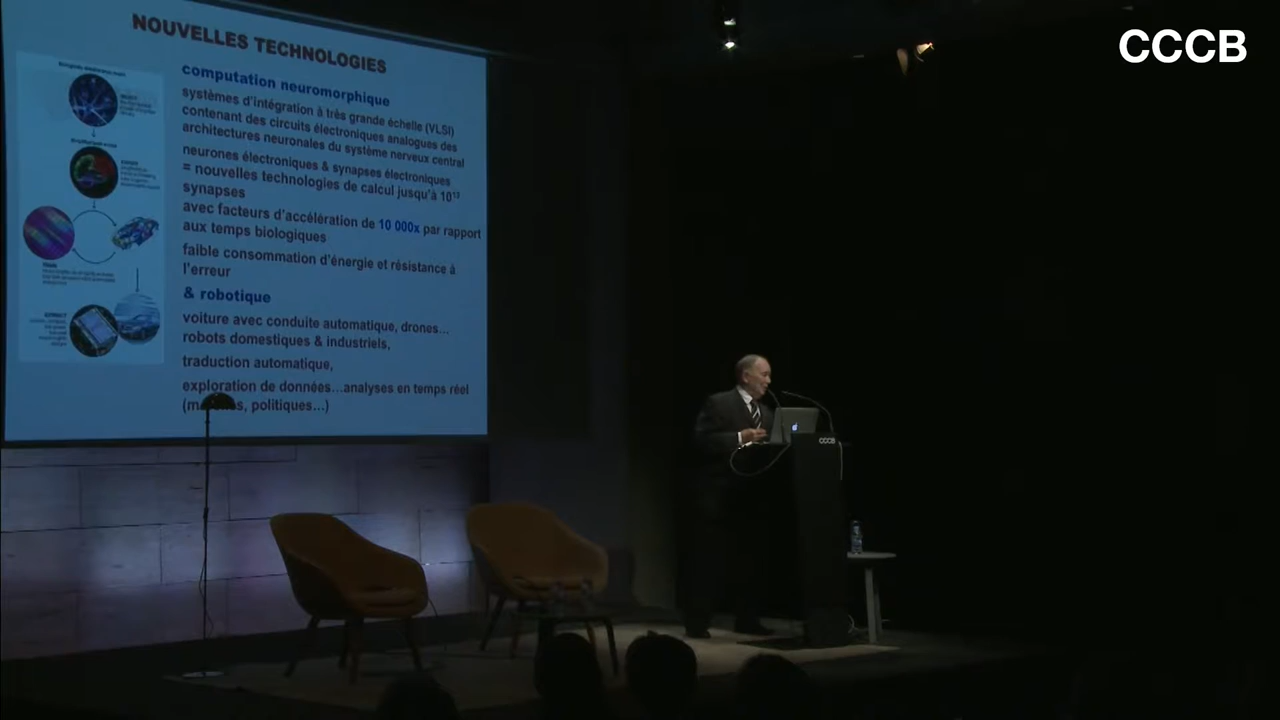 NOUVELLES TECHNOLOGIES
computation neuromorphique
systèmes d'intégration à très grande échelle (VLSI)
contenant des circuits électroniques analogues des
architectures neuronales du système nerveux central
neurones électroniques & synapses électroniques
= nouvelles technologies de calcul jusqu'à 10¹³
synapses
avec facteurs d'accélération de 10 000x par rapport
aux temps biologiques
faible consommation d'énergie et résistance à
l'erreur
& robotique
voiture avec conduite automatique, drones...
robots domestiques & industriels,
traduction automatique,
exploration de données...analyses en temps réel
politiques...)
CCCB
CCCB